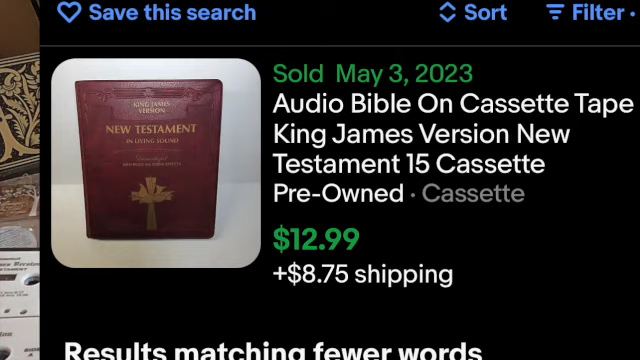 Save this search
Sort
Filter
Sold May 3, 2023
Audio Bible On Cassette Tape
King James Version New
Testament 15 Cassette
Pre-Owned · Cassette
$12.99
+$8.75 shipping
KING JAMES
VERSION
NEW TESTAMENT
IN LIVING SOUND
Results matching fewer words